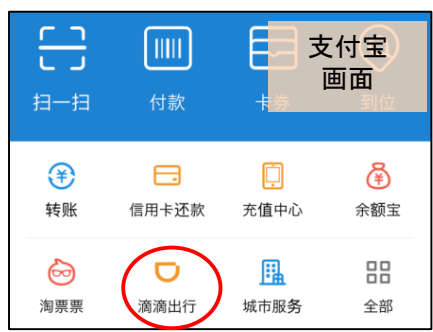 支付宝
画面
扫一扫
付款
卡券
到位
转账
信用卡还款
充值中心
余额宝
淘票票
滴滴出行
城市服务
全部